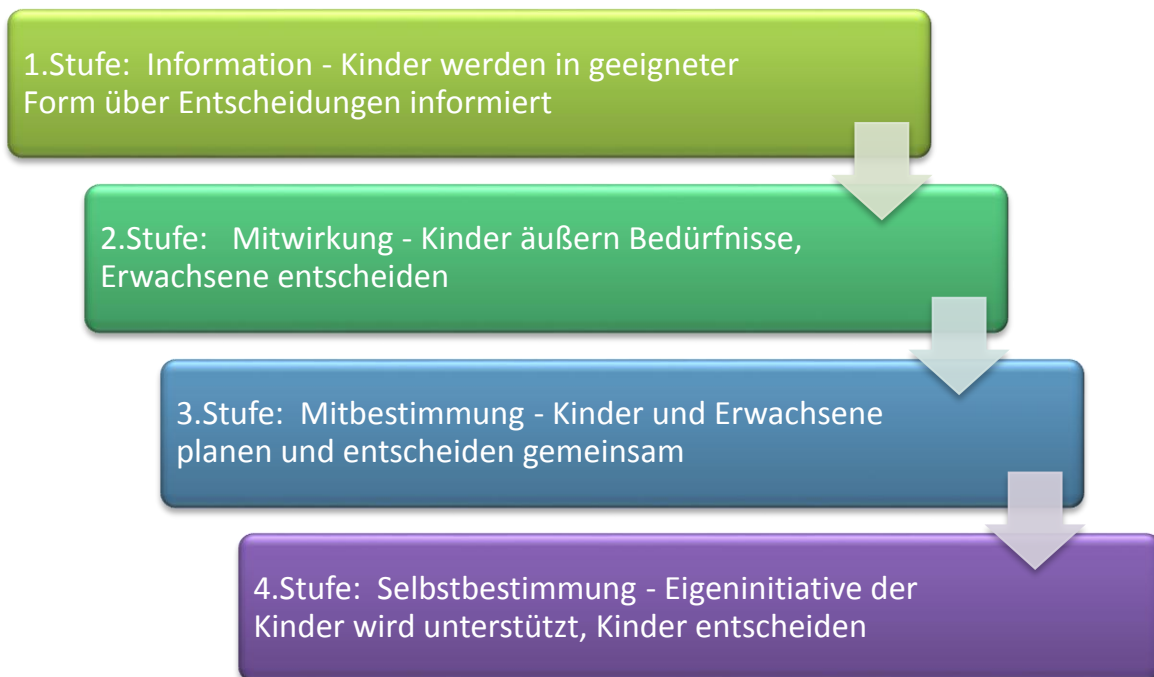 1.Stufe:  Information - Kinder werden in geeigneter
Form über Entscheidungen informiert
2.Stufe:   Mitwirkung - Kinder äußern Bedürfnisse,
Erwachsene entscheiden
3.Stufe:  Mitbestimmung - Kinder und Erwachsene
planen und entscheiden gemeinsam
4.Stufe:  Selbstbestimmung - Eigeninitiative der
Kinder wird unterstützt, Kinder entscheiden